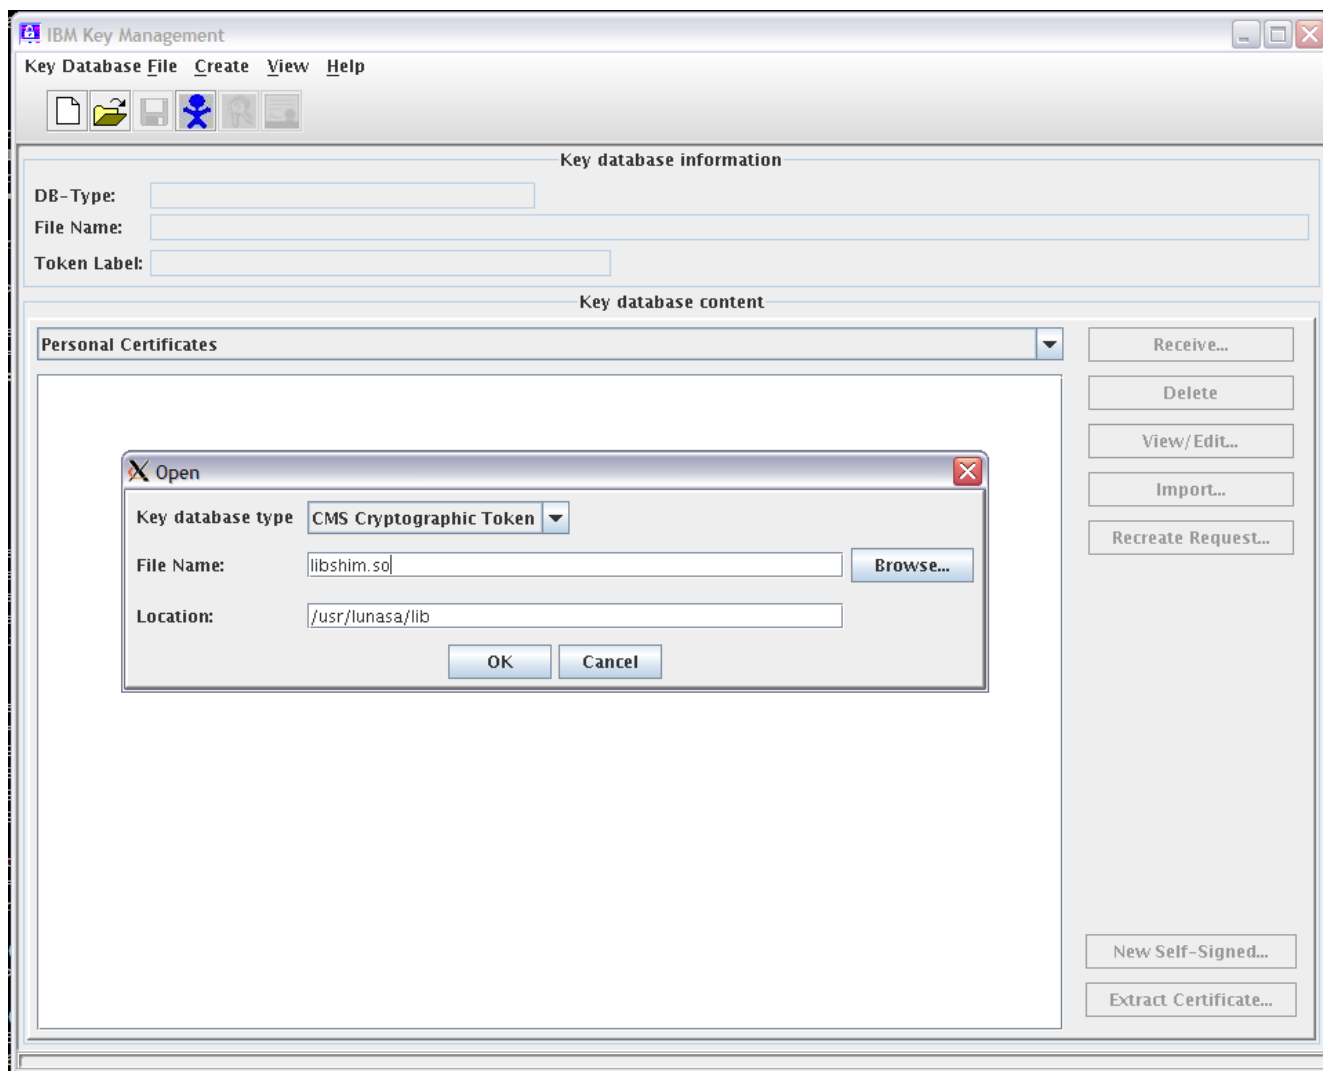 IBM Key Management
Key Database File Create View Help
Key database information
DB-Type:
File Name:
Token Label:
Key database content
Personal Certificates
Receive...
Delete
View/Edit...
Import...
Recreate Request...
Open
Key database type CMS Cryptographic Token
File Name: libshim.so Browse...
Location: /usr/lunasa/lib
OK Cancel
New Self-Signed...
Extract Certificate...